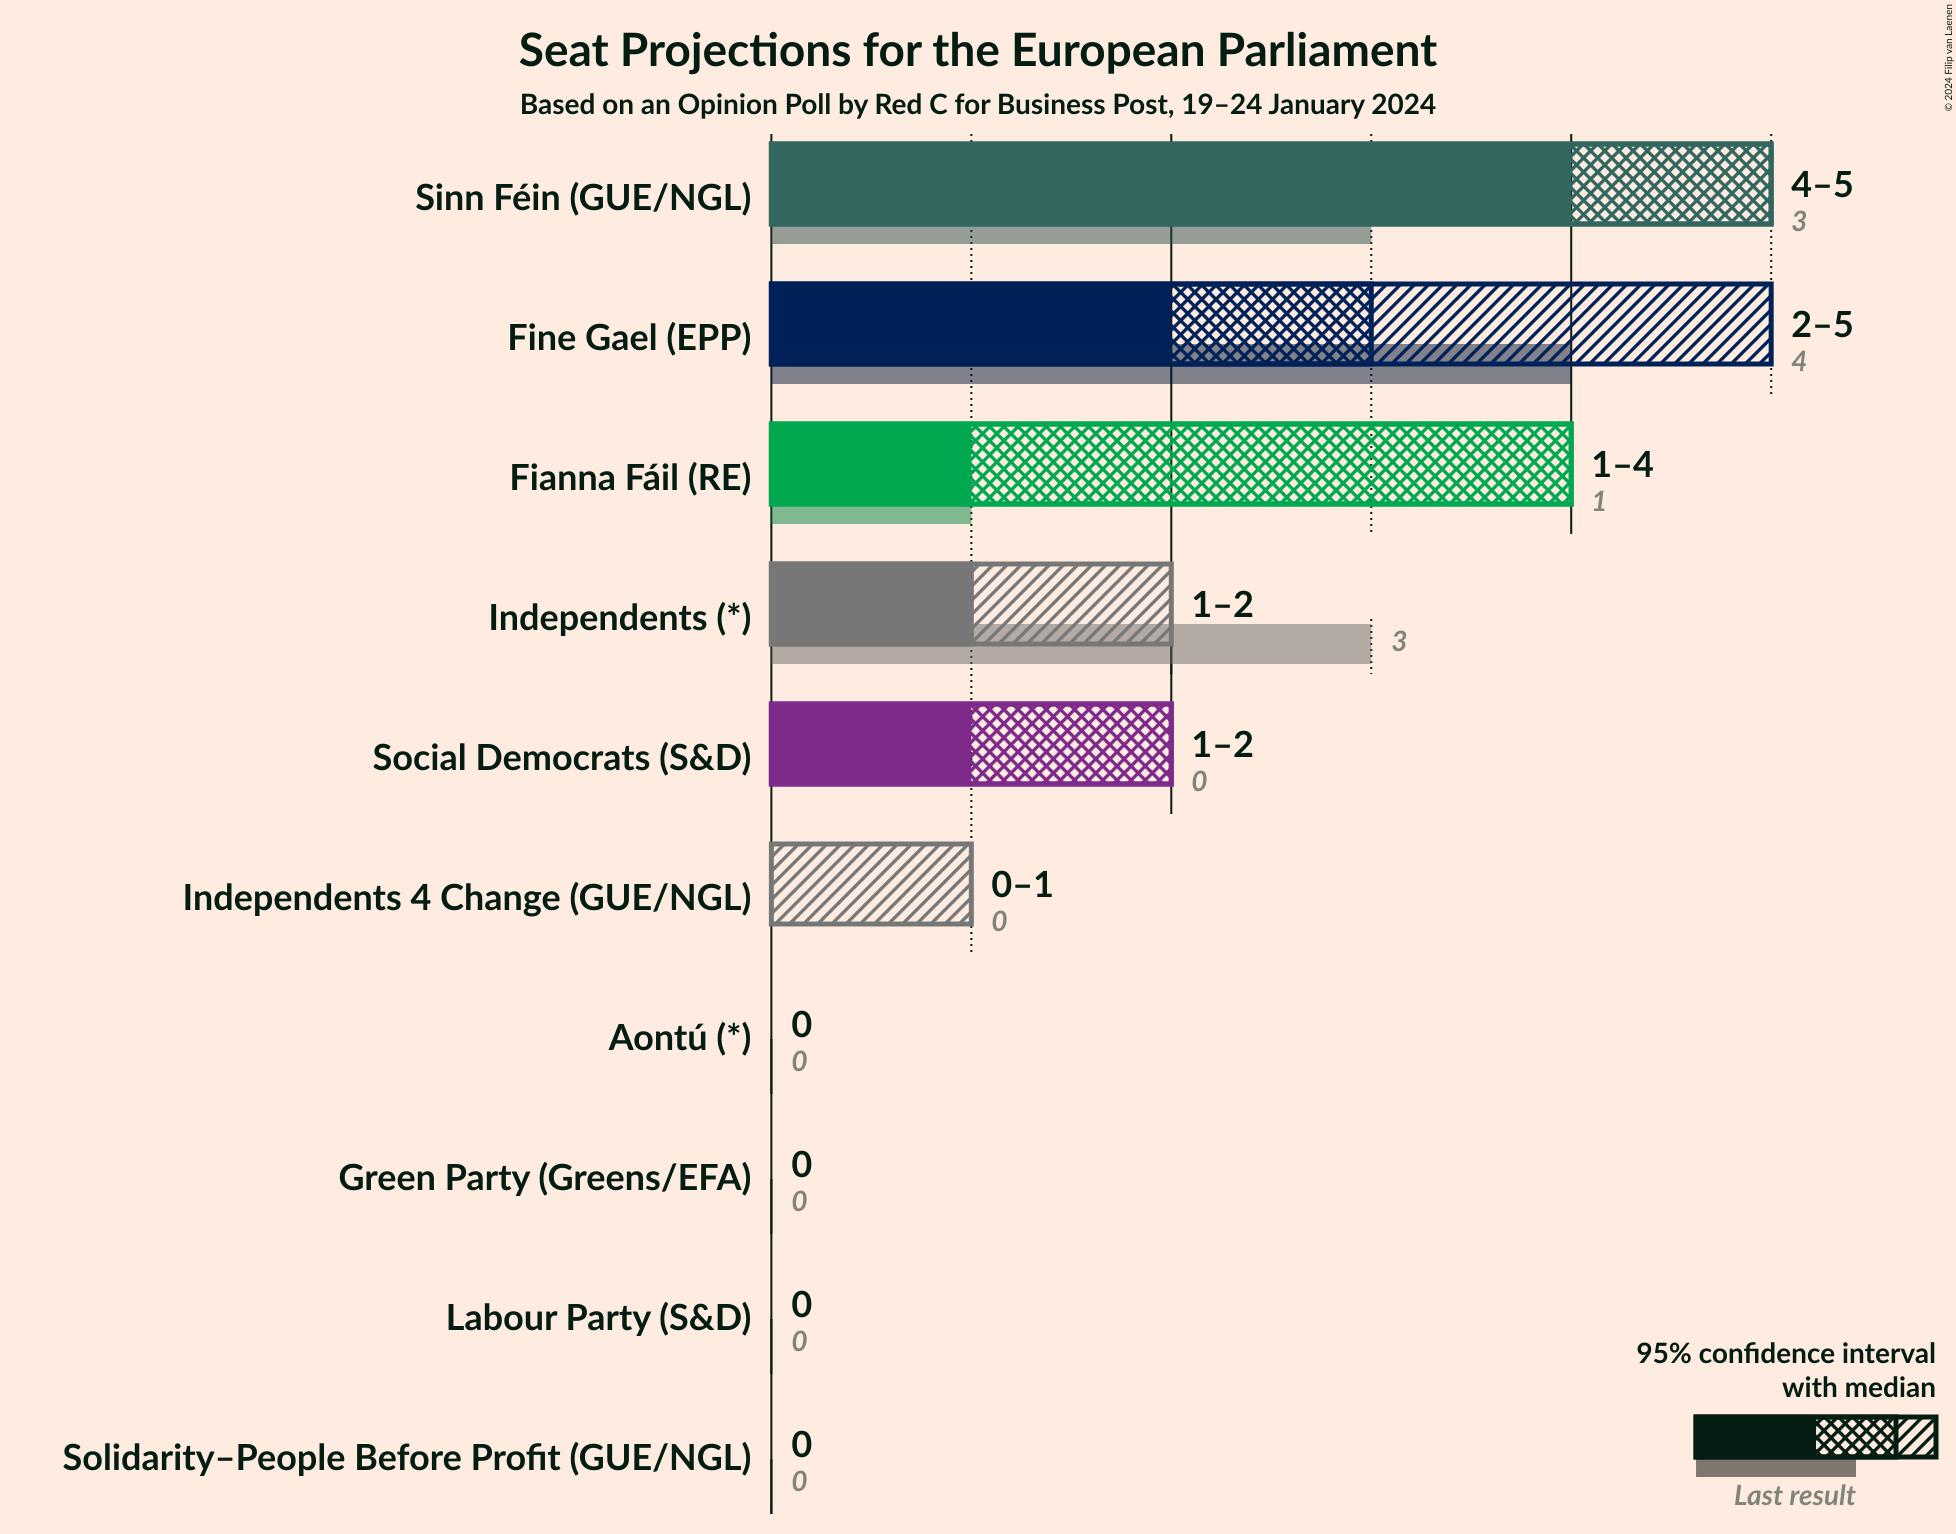 Seat Projections for the European Parliament
Based on an Opinion Poll by Red C for Business Post, 19–24 January 2024
© 2024 Filip van Laenen
Sinn Féin (GUE/NGL)
4–5
3
Fine Gael (EPP)
2–5
4
Fianna Fáil (RE)
1–4
1
Independents (*)
1–2
3
Social Democrats (S&D)
1–2
0
Independents 4 Change (GUE/NGL)
0–1
0
Aontú (*)
0
0
Green Party (Greens/EFA)
0
0
Labour Party (S&D)
0
0
Solidarity–People Before Profit (GUE/NGL)
0
0
95% confidence interval
with median
Last result